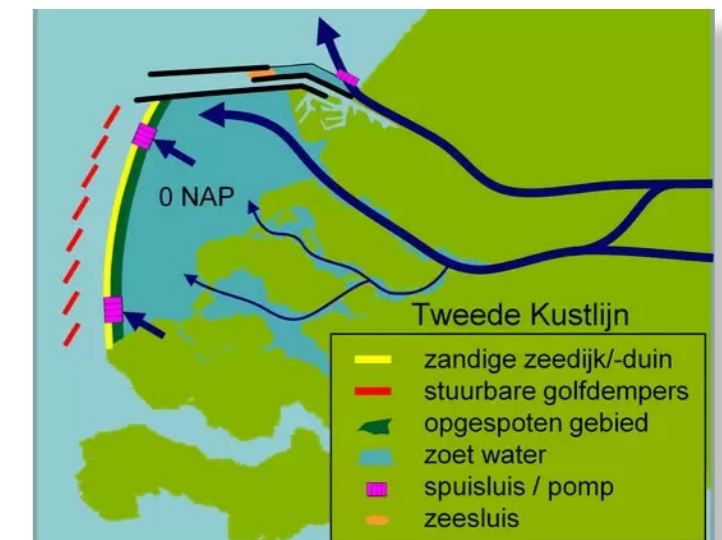 0 NAP
Tweede Kustlijn
zandige zeedijk/-duin
stuurbare golfdempers
opgespoten gebied
zoet water
spuisluis / pomp
zeesluis